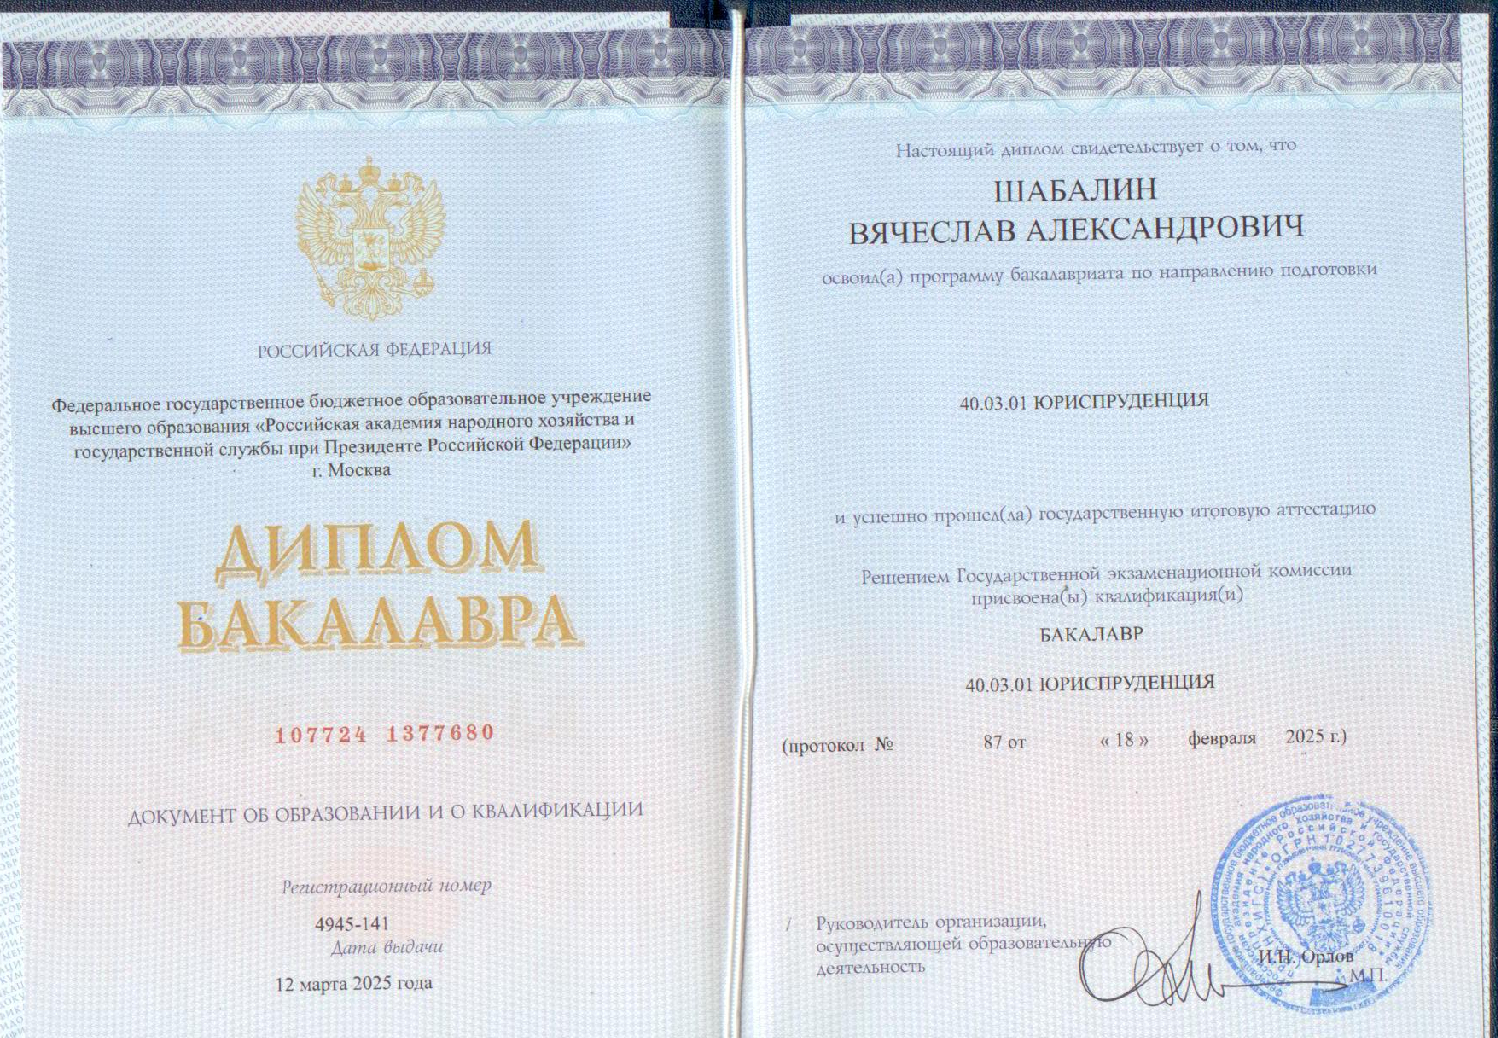 РОССИЙСКАЯ ФЕДЕРАЦИЯ
Федеральное государственное бюджетное образовательное учреждение
высшего образования «Российская академия народного хозяйства и
государственной службы при Президенте Российской Федерации»
г. Москва
ДИПЛОМ
БАКАЛАВРА
107724 1377680
ДОКУМЕНТ ОБ ОБРАЗОВАНИИ И О КВАЛИФИКАЦИИ
Регистрационный номер
4945-141
Дата выдачи
12 марта 2025 года
Настоящий диплом свидетельствует о том, что
ШАБАЛИН
ВЯЧЕСЛАВ АЛЕКСАНДРОВИЧ
освоил(а) программу бакалавриата по направлению подготовки
40.03.01 ЮРИСПРУДЕНЦИЯ
и успешно прошел(ла) государственную итоговую аттестацию
Решением Государственной экзаменационной комиссии
присвоена(ы) квалификация(и)
БАКАЛАВР
40.03.01 ЮРИСПРУДЕНЦИЯ
(протокол № 87 от « 18 » февраля 2025 г.)
/ Руководитель организации,
осуществляющей образовательную
деятельность
И.Н. Орлов
М.П.